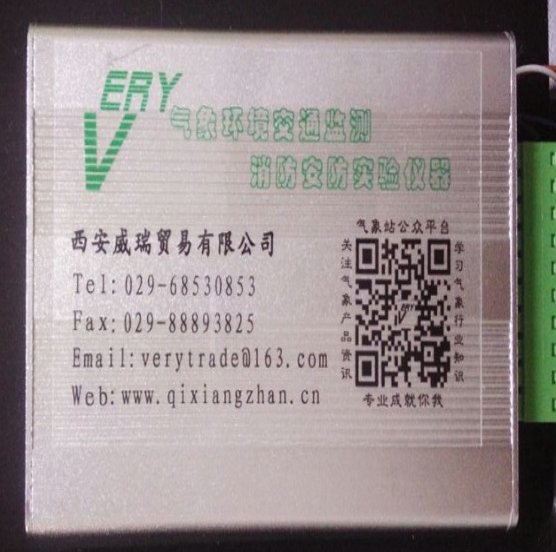 VERY
气象环境交通监测
消防安防实验仪器
西安威瑞贸易有限公司
Tel:029-68530853
Fax:029-88893825
Email:verytrade@163.com
Web:www.qixiangzhan.cn
气象站公众平台
关注气象产品资讯
学习气象行业知识
专业成就你我